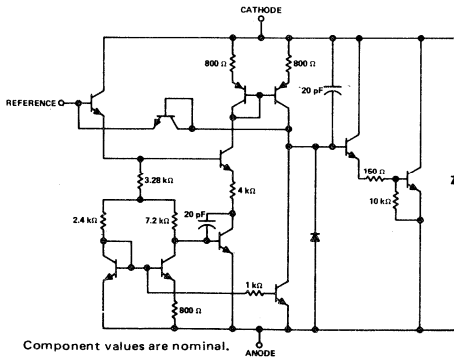 CATHODE
800 Ω
800 Ω
20 pF
REFERENCE
3.28 kΩ
4 kΩ
150 Ω
10 kΩ
2.4 kΩ
7.2 kΩ
20 pF
1 kΩ
800 Ω
Component values are nominal.
ANODE